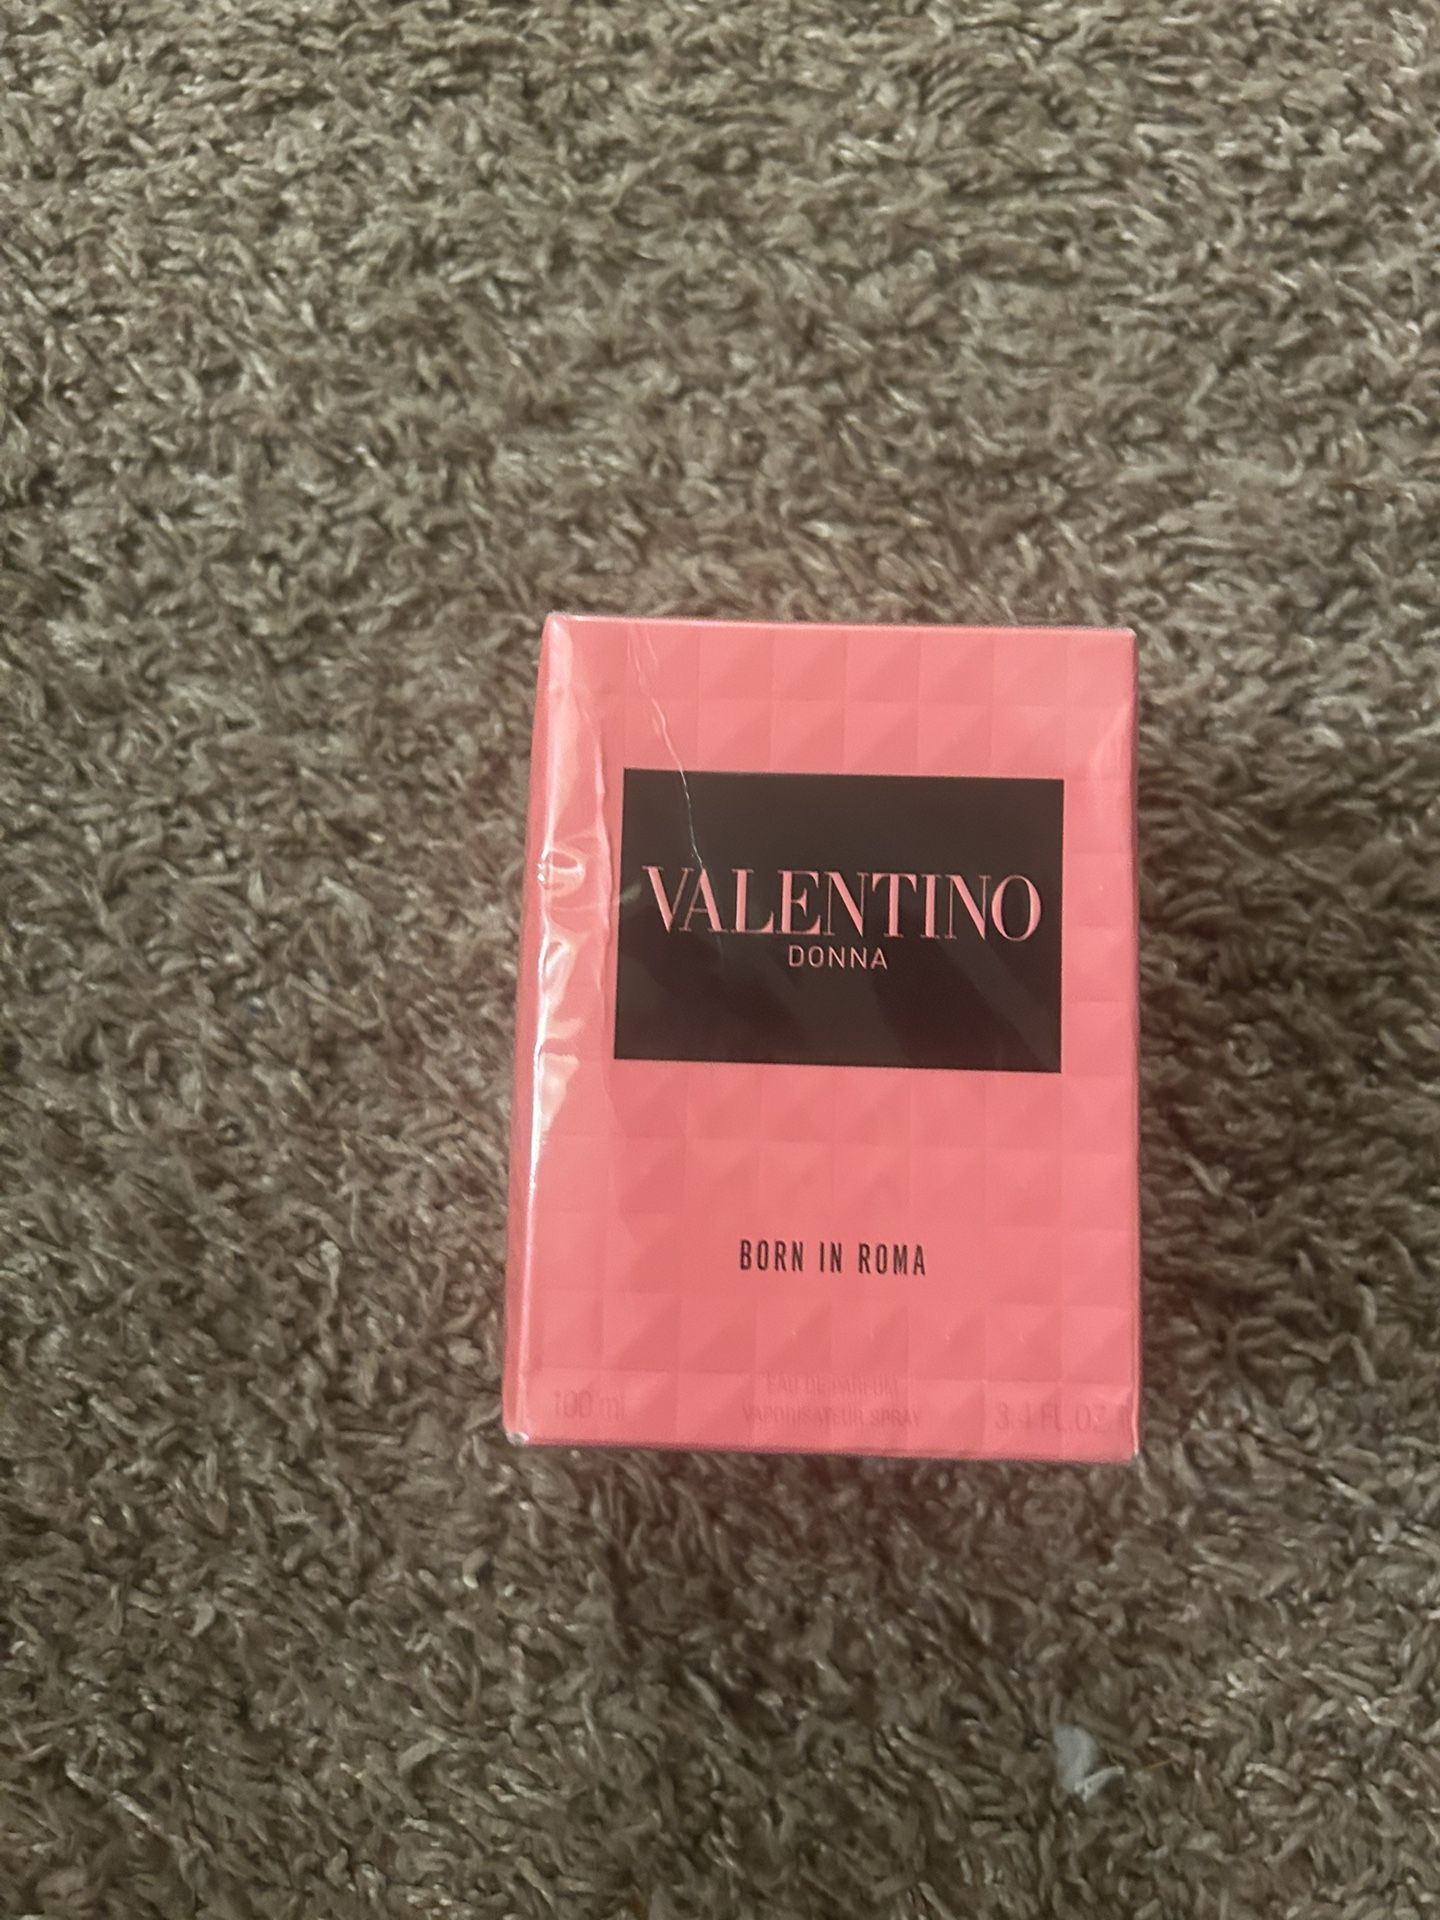 VALENTINO
DONNA
BORN IN ROMA
EAU DE PARFUM
100 ml VAPORISATEUR SPRAY 3.4 FL.OZ